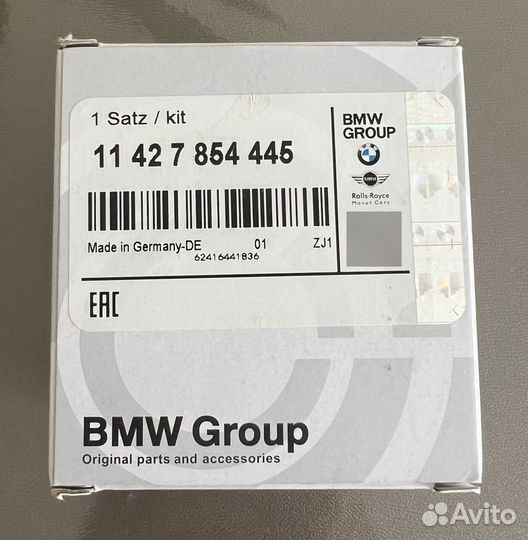 1 Satz / kit
11 42 7 854 445
BMW
GROUP
MINI
Rolls-Royce
Motor Cars
Made in Germany-DE 01 ZJ1
62416441836
EAC
BMW Group
Original parts and accessories
Avito